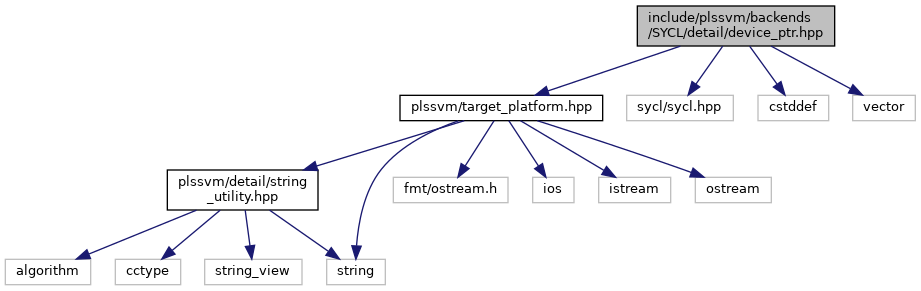 include/plssvm/backends
/SYCL/detail/device_ptr.hpp
plssvm/target_platform.hpp
sycl/sycl.hpp
cstddef
vector
plssvm/detail/string
_utility.hpp
fmt/ostream.h
ios
istream
ostream
algorithm
cctype
string_view
string